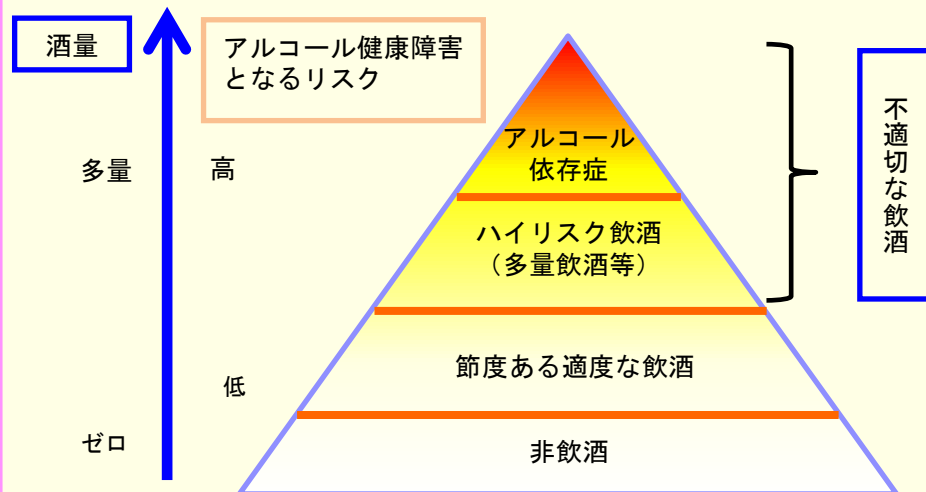 酒量
アルコール健康障害
となるリスク
多量
高
アルコール
依存症
ハイリスク飲酒
（多量飲酒等）
不適切な飲酒
節度ある適度な飲酒
低
ゼロ
非飲酒